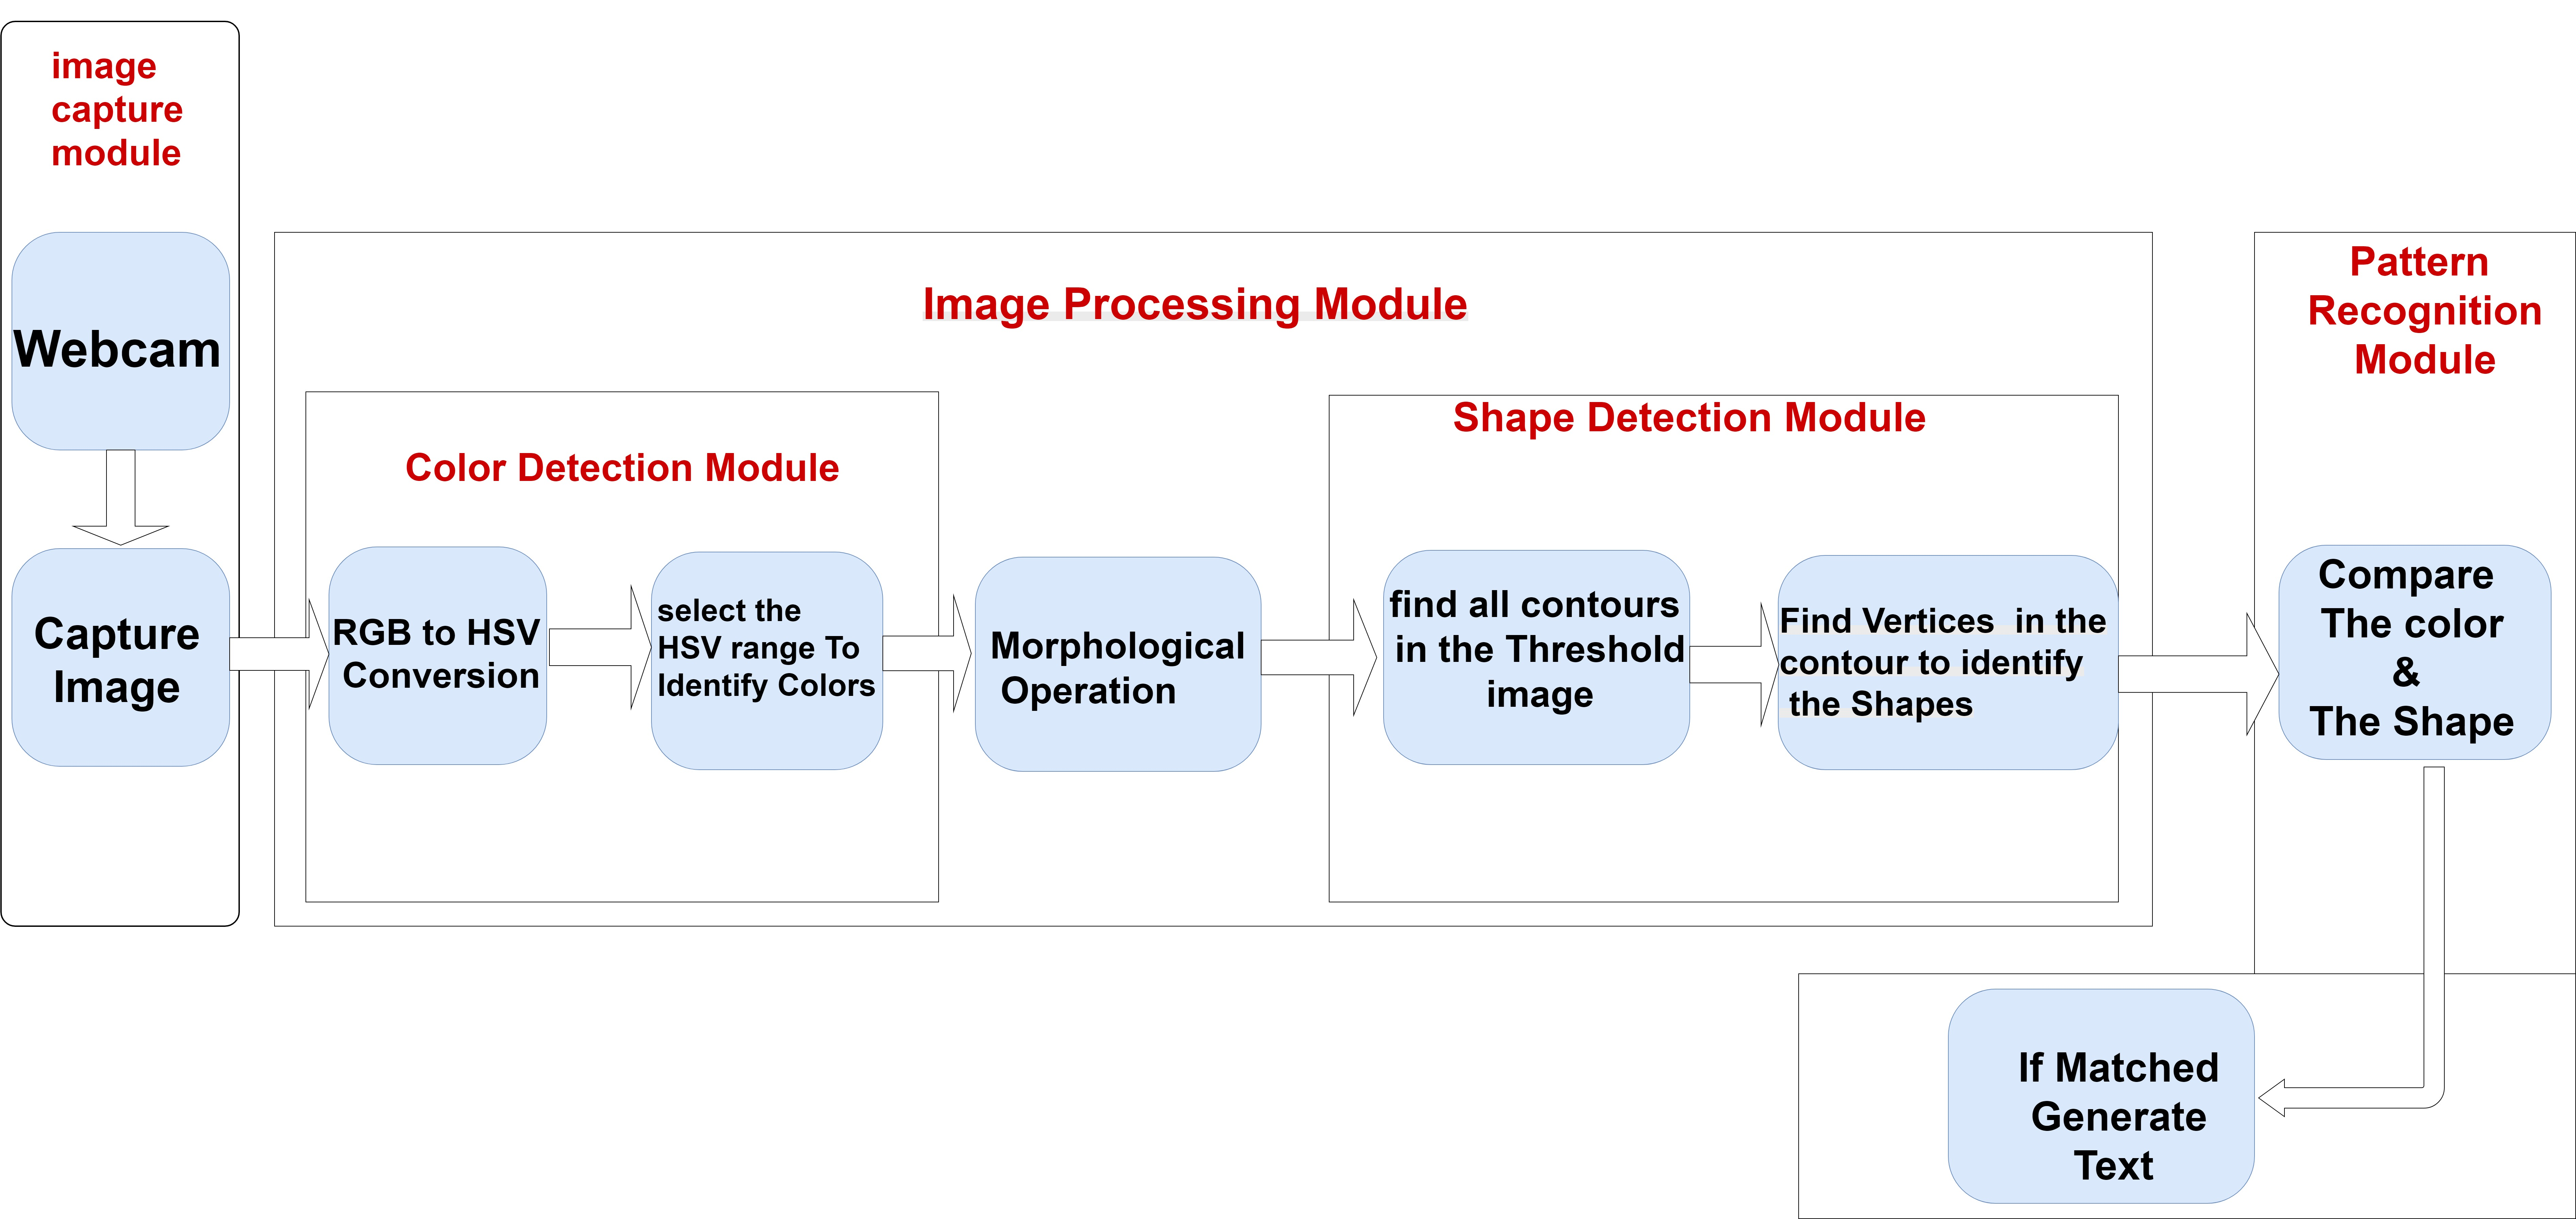 image
capture
module
Webcam
Capture
Image
Image Processing Module
Color Detection Module
RGB to HSV
Conversion
select the
HSV range To
Identify Colors
Morphological
Operation
Shape Detection Module
find all contours
in the Threshold
image
Find Vertices in the
contour to identify
the Shapes
Pattern
Recognition
Module
Compare
The color
&
The Shape
If Matched
Generate
Text